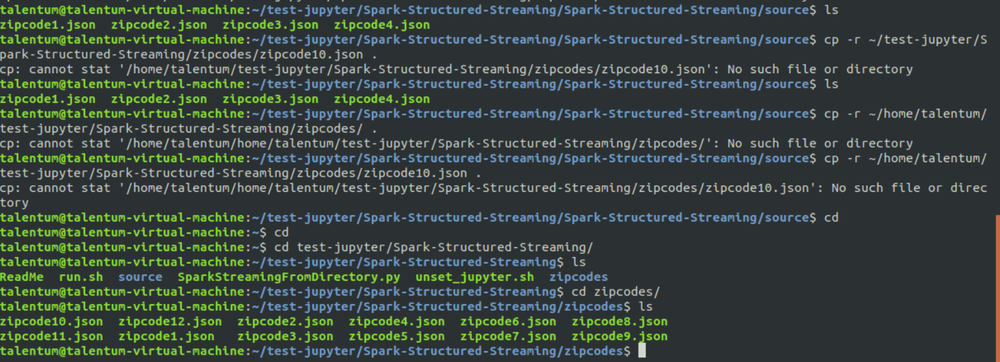 talentum@talentum-virtual-machine:~/test-jupyter/Spark-Structured-Streaming/Spark-Structured-Streaming/source$ ls
zipcode1.json  zipcode2.json  zipcode3.json  zipcode4.json
talentum@talentum-virtual-machine:~/test-jupyter/Spark-Structured-Streaming/Spark-Structured-Streaming/source$ cp -r ~/test-jupyter/S
park-Structured-Streaming/zipcodes/zipcode10.json .
cp: cannot stat '/home/talentum/test-jupyter/Spark-Structured-Streaming/zipcodes/zipcode10.json': No such file or directory
talentum@talentum-virtual-machine:~/test-jupyter/Spark-Structured-Streaming/Spark-Structured-Streaming/source$ ls
zipcode1.json  zipcode2.json  zipcode3.json  zipcode4.json
talentum@talentum-virtual-machine:~/test-jupyter/Spark-Structured-Streaming/Spark-Structured-Streaming/source$ cp -r ~/home/talentum/
test-jupyter/Spark-Structured-Streaming/zipcodes/ .
cp: cannot stat '/home/talentum/home/talentum/test-jupyter/Spark-Structured-Streaming/zipcodes/': No such file or directory
talentum@talentum-virtual-machine:~/test-jupyter/Spark-Structured-Streaming/Spark-Structured-Streaming/source$ cp -r ~/home/talentum/
test-jupyter/Spark-Structured-Streaming/zipcodes/zipcode10.json .
cp: cannot stat '/home/talentum/home/talentum/test-jupyter/Spark-Structured-Streaming/zipcodes/zipcode10.json': No such file or direc
tory
talentum@talentum-virtual-machine:~/test-jupyter/Spark-Structured-Streaming/Spark-Structured-Streaming/source$ cd
talentum@talentum-virtual-machine:~$ cd
talentum@talentum-virtual-machine:~$ cd test-jupyter/Spark-Structured-Streaming/
talentum@talentum-virtual-machine:~/test-jupyter/Spark-Structured-Streaming$ ls
ReadMe  run.sh  source  SparkStreamingFromDirectory.py  unset_jupyter.sh  zipcodes
talentum@talentum-virtual-machine:~/test-jupyter/Spark-Structured-Streaming$ cd zipcodes/
talentum@talentum-virtual-machine:~/test-jupyter/Spark-Structured-Streaming/zipcodes$ ls
zipcode10.json  zipcode12.json  zipcode2.json  zipcode4.json  zipcode6.json  zipcode8.json
zipcode11.json  zipcode1.json   zipcode3.json  zipcode5.json  zipcode7.json  zipcode9.json
talentum@talentum-virtual-machine:~/test-jupyter/Spark-Structured-Streaming/zipcodes$